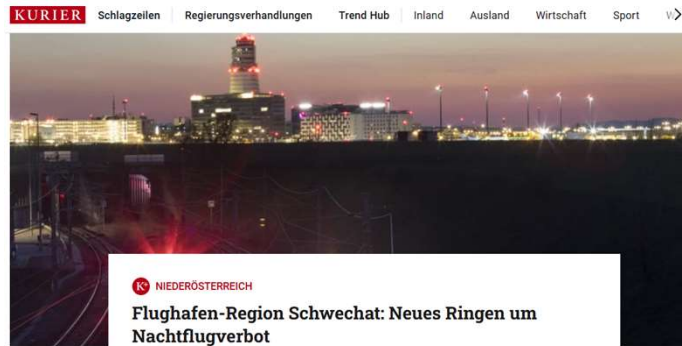 KURIER Schlagzeilen Regierungsverhandlungen Trend Hub Inland Ausland Wirtschaft Sport
K+ NIEDERÖSTERREICH
Flughafen-Region Schwechat: Neues Ringen um
Nachtflugverbot